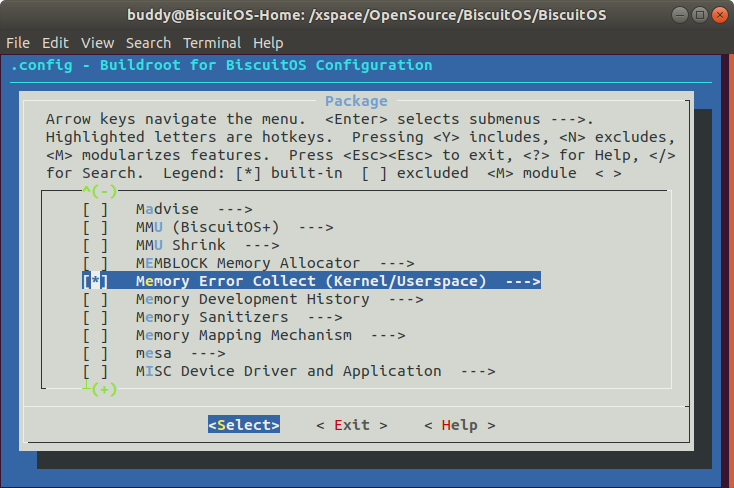 buddy@BiscuitOS-Home: /xspace/OpenSource/BiscuitOS/BiscuitOS
File Edit View Search Terminal Help
.config - Buildroot for BiscuitOS Configuration
Package
Arrow keys navigate the menu.  <Enter> selects submenus --->.
Highlighted letters are hotkeys.  Pressing <Y> includes, <N> excludes,
<M> modularizes features.  Press <Esc><Esc> to exit, <?> for Help, </>
for Search.  Legend: [*] built-in  [ ] excluded  <M> module  < >
^(-)
[ ]   Madvise  --->
[ ]   MMU (BiscuitOS+)  --->
[ ]   MMU Shrink  --->
[ ]   MEMBLOCK Memory Allocator  --->
[*]   Memory Error Collect (Kernel/Userspace)  --->
[ ]   Memory Development History  --->
[ ]   Memory Sanitizers  --->
[ ]   Memory Mapping Mechanism  --->
[ ]   mesa  --->
[ ]   MISC Device Driver and Application  --->
┴(+)
<Select>    < Exit >    < Help >